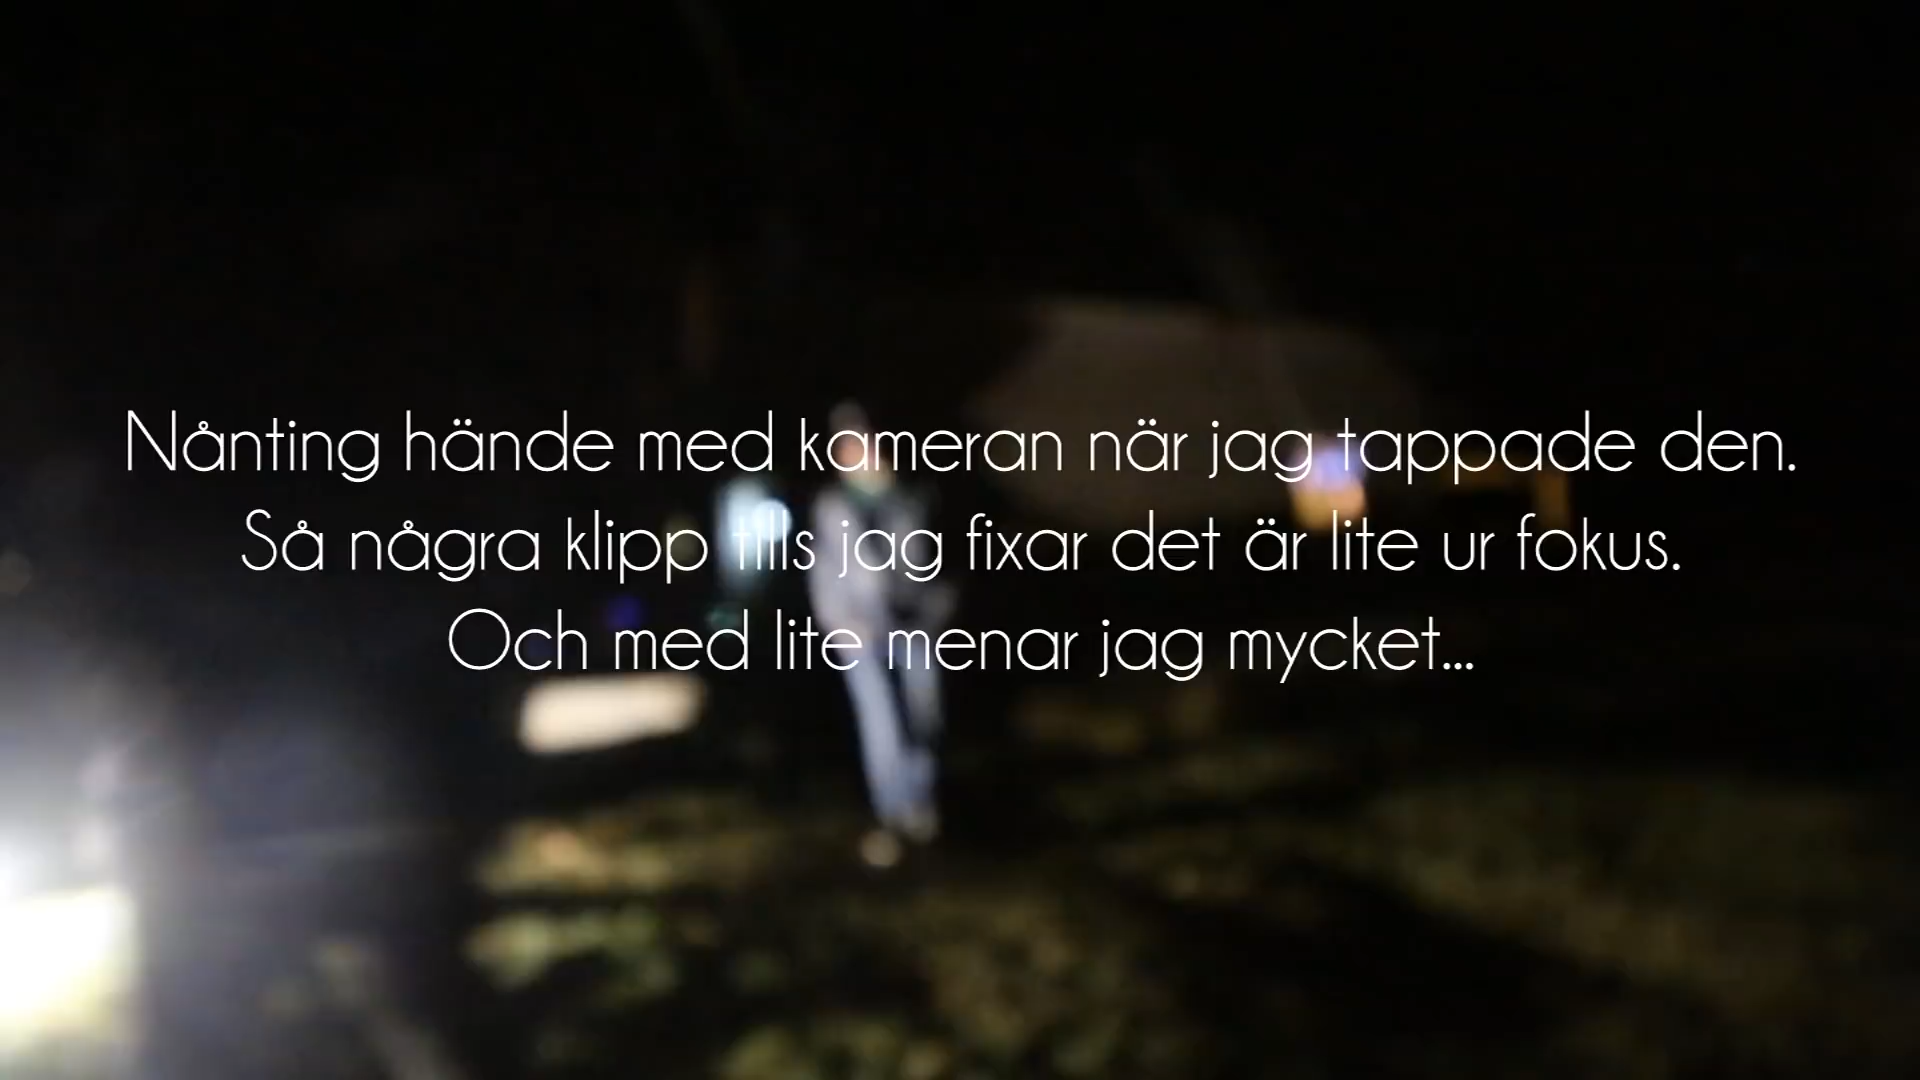 Nånting hände med kameran när jag tappade den.
Så några klipp tills jag fixar det är lite ur fokus.
Och med lite menar jag mycket...